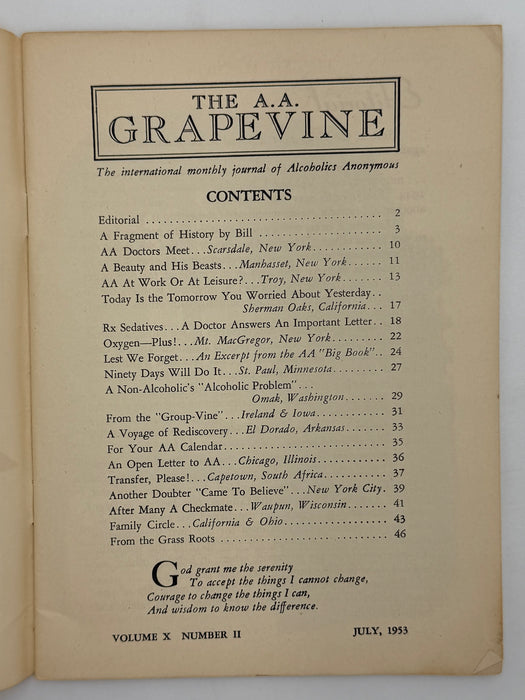 THE A.A.
GRAPEVINE
The international monthly journal of Alcoholics Anonymous
CONTENTS
Editorial ........................................ 2
A Fragment of History by Bill ..................... 3
AA Doctors Meet...Scarsdale, New York............ 10
A Beauty and His Beasts...Manhasset, New York...... 11
AA At Work Or At Leisure?...Troy, New York....... 13
Today Is the Tomorrow You Worried About Yesterday..
Sherman Oaks, California... 17
Rx Sedatives...A Doctor Answers An Important Letter.. 18
Oxygen—Plus!...Mt. MacGregor, New York.......... 22
Lest We Forget...An Excerpt from the AA "Big Book".. 24
Ninety Days Will Do It...St. Paul, Minnesota......... 27
A Non-Alcoholic's "Alcoholic Problem"...
Omak, Washington....... 29
From the "Group-Vine"...Ireland & Iowa............ 31
A Voyage of Rediscovery...El Dorado, Arkansas...... 33
For Your AA Calendar........................... 35
An Open Letter to AA...Chicago, Illinois........... 36
Transfer, Please!...Capetown, South Africa.......... 37
Another Doubter "Came To Believe"...New York City. 39
After Many A Checkmate...Waupun, Wisconsin....... 41
Family Circle...California & Ohio................. 43
From the Grass Roots ............................ 46
God grant me the serenity
To accept the things I cannot change,
Courage to change the things I can,
And wisdom to know the difference.
VOLUME X NUMBER II JULY, 1953